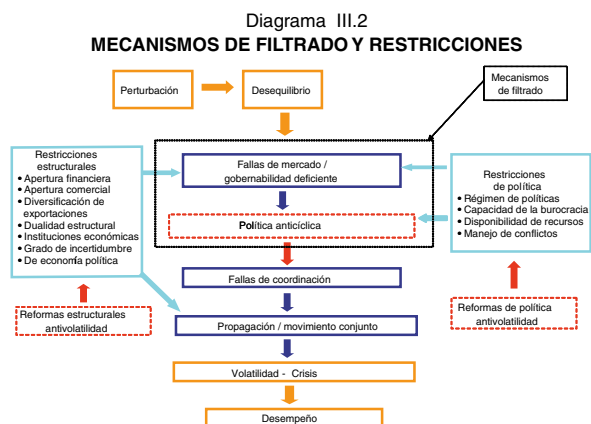 Diagrama III.2
MECANISMOS DE FILTRADO Y RESTRICCIONES
Perturbación
Desequilibrio
Mecanismos
de filtrado
Restricciones
estructurales
• Apertura financiera
• Apertura comercial
• Diversificación de
exportaciones
• Dualidad estructural
• Instituciones económicas
• Grado de incertidumbre
• De economía política
Fallas de mercado /
gobernabilidad deficiente
Política anticíclica
Restricciones
de política
• Régimen de políticas
• Capacidad de la burocracia
• Disponibilidad de recursos
• Manejo de conflictos
Fallas de coordinación
Reformas estructurales
antivolatilidad
Propagación / movimiento conjunto
Reformas de política
antivolatilidad
Volatilidad - Crisis
Desempeño